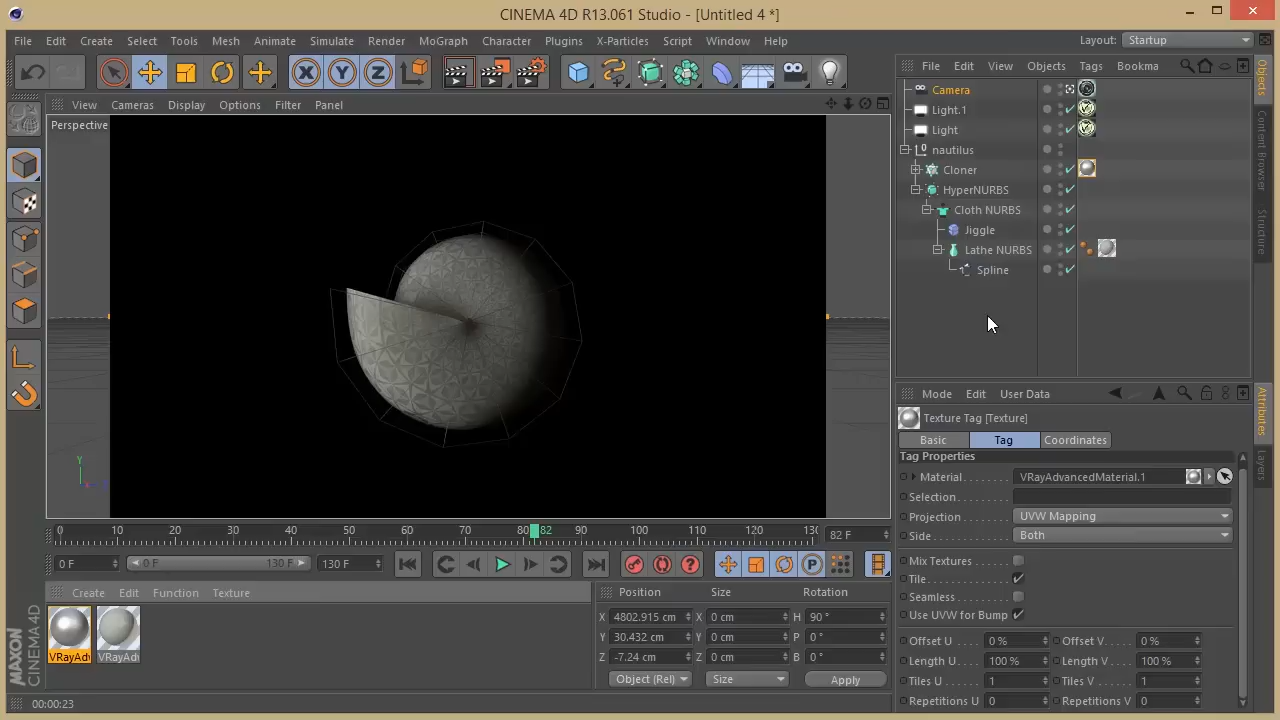 CINEMA 4D R13.061 Studio - [Untitled 4 *]
File Edit Create Select Tools Mesh Animate Simulate Render MoGraph Character Plugins X-Particles Script Window Help
Layout: Startup
File Edit View Objects Tags Bookma
View Cameras Display Options Filter Panel
Perspective
Camera
Light.1
Light
nautilus
Cloner
HyperNURBS
Cloth NURBS
Jiggle
Lathe NURBS
Spline
Objects
Content Browser
Structure
Mode Edit User Data
Attributes
Layers
Texture Tag [Texture]
Basic Tag Coordinates
Tag Properties
Material VRayAdvancedMaterial.1
Selection
Projection UVW Mapping
Side Both
Mix Textures
Tile
Seamless
Use UVW for Bump
Offset U 0 % Offset V 0 %
Length U 100 % Length V 100 %
Tiles U 1 Tiles V 1
Repetitions U 0 Repetitions V 0
X Y Z
Y
0 10 20 30 40 50 60 70 80 82 90 100 110 120 130
82 F
0 F 0 F 130 F 130 F
P
Create Edit Function Texture
VRayAdv VRayAd
Position Size Rotation
X 4802.915 cm X 0 cm H 90 °
Y 30.432 cm Y 0 cm P 0 °
Z -7.24 cm Z 0 cm B 0 °
Object (Rel) Size Apply
MAXON
CINEMA 4D
00:00:23